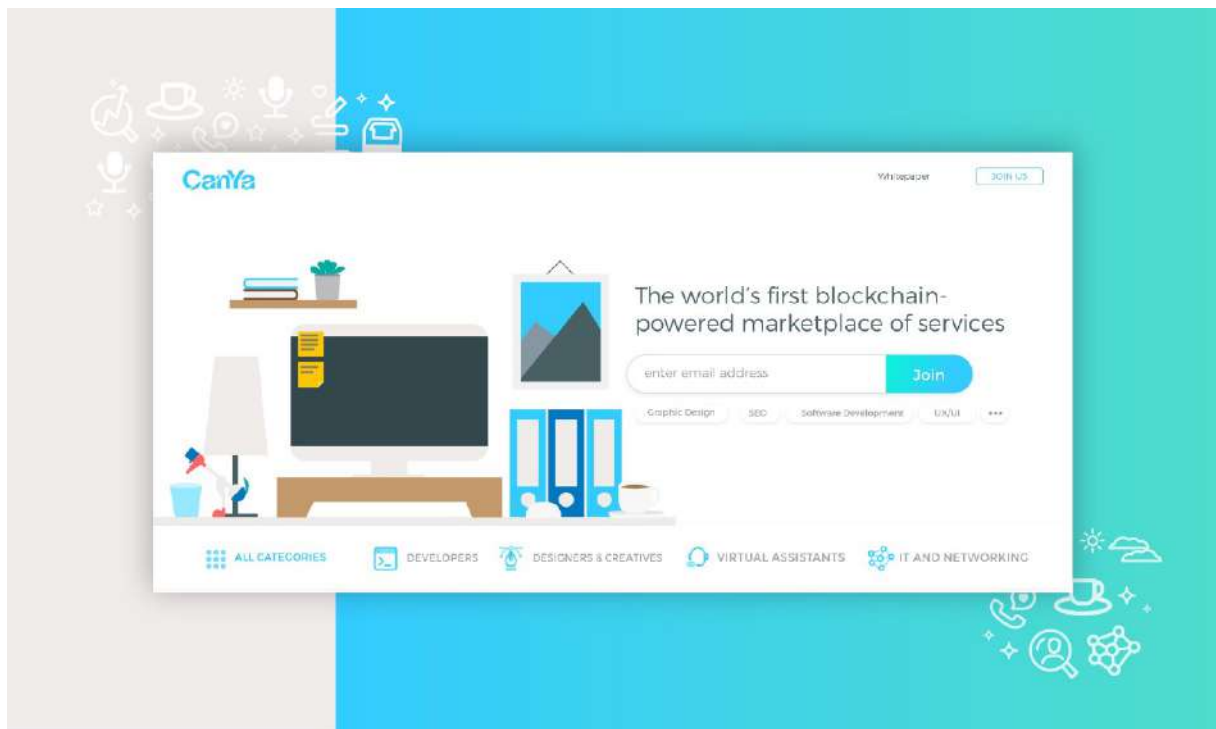 CanYa
Whitepaper
JOIN US
The world's first blockchain-
powered marketplace of services
enter email address
Join
Graphic Design
SEO
Software Development
UX/UI
•••
ALL CATEGORIES
DEVELOPERS
DESIGNERS & CREATIVES
VIRTUAL ASSISTANTS
IT AND NETWORKING